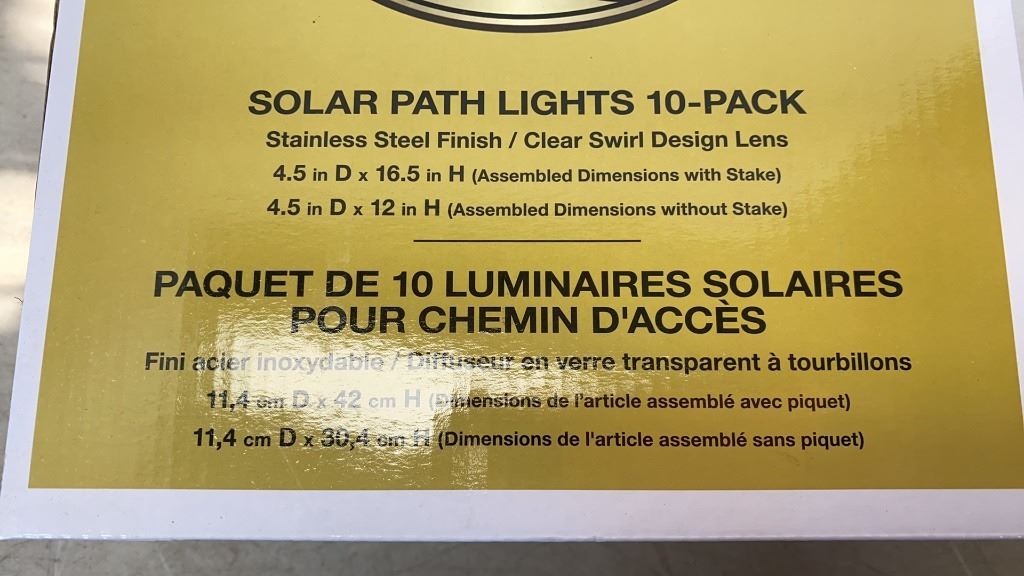 SOLAR PATH LIGHTS 10-PACK
Stainless Steel Finish / Clear Swirl Design Lens
4.5 in D x 16.5 in H (Assembled Dimensions with Stake)
4.5 in D x 12 in H (Assembled Dimensions without Stake)
PAQUET DE 10 LUMINAIRES SOLAIRES
POUR CHEMIN D'ACCÈS
Fini acier inoxydable / Diffuseur en verre transparent à tourbillons
11,4 cm D x 42 cm H (Dimensions de l'article assemblé avec piquet)
11,4 cm D x 30,4 cm H (Dimensions de l'article assemblé sans piquet)